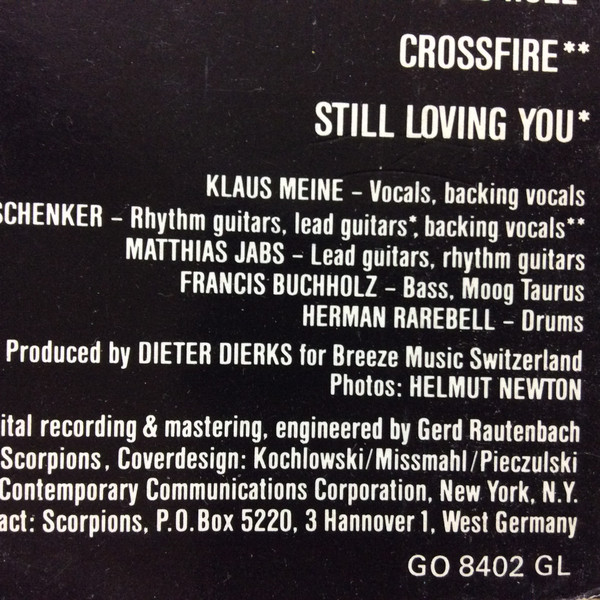 CROSSFIRE**
STILL LOVING YOU*
KLAUS MEINE – Vocals, backing vocals
SCHENKER – Rhythm guitars, lead guitars*, backing vocals**
MATTHIAS JABS – Lead guitars, rhythm guitars
FRANCIS BUCHHOLZ – Bass, Moog Taurus
HERMAN RAREBELL – Drums
Produced by DIETER DIERKS for Breeze Music Switzerland
Photos: HELMUT NEWTON
ital recording & mastering, engineered by Gerd Rautenbach
Scorpions, Coverdesign: Kochlowski/Missmahl/Pieczulski
Contemporary Communications Corporation, New York, N.Y.
act: Scorpions, P.O.Box 5220, 3 Hannover 1, West Germany
GO 8402 GL